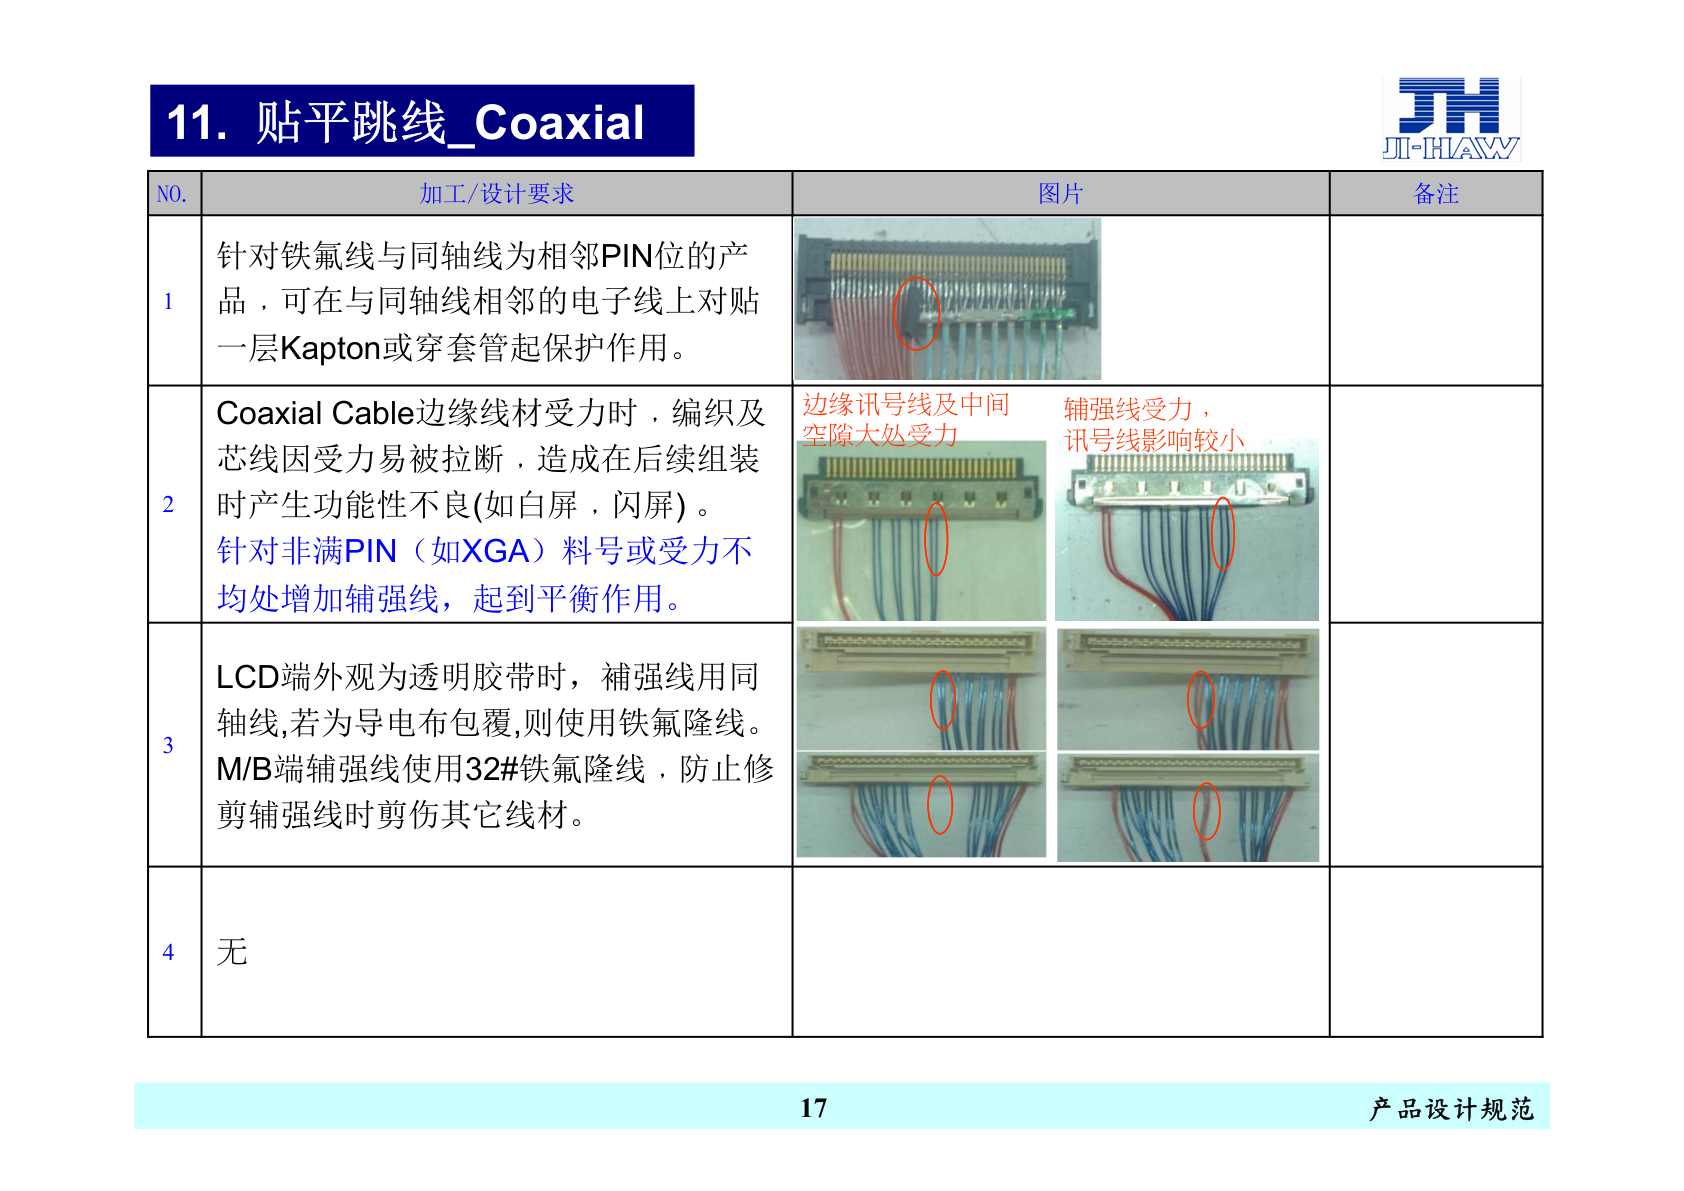 11. 贴平跳线_Coaxial
JH
JI-HAW
NO. 加工/设计要求 图片 备注
1
针对铁氟线与同轴线为相邻PIN位的产
品，可在与同轴线相邻的电子线上对贴
一层Kapton或穿套管起保护作用。
2
Coaxial Cable边缘线材受力时，编织及
芯线因受力易被拉断，造成在后续组装
时产生功能性不良(如白屏，闪屏) 。
针对非满PIN（如XGA）料号或受力不
均处增加辅强线，起到平衡作用。
边缘讯号线及中间
空隙大处受力
辅强线受力，
讯号线影响较小
3
LCD端外观为透明胶带时，補强线用同
轴线,若为导电布包覆,则使用铁氟隆线。
M/B端辅强线使用32#铁氟隆线，防止修
剪辅强线时剪伤其它线材。
4
无
17
产品设计规范